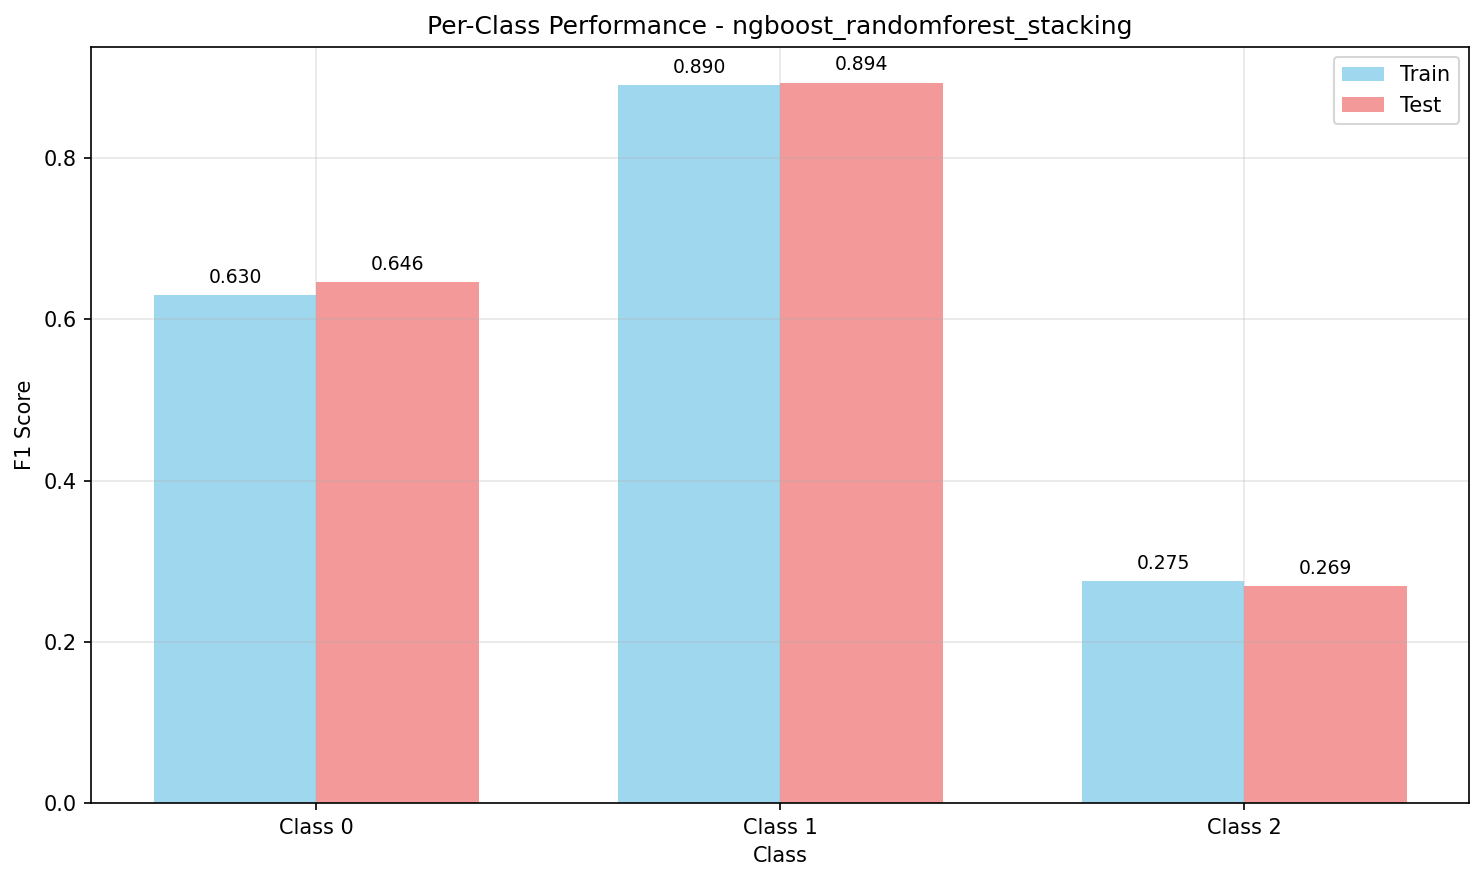 Per-Class Performance - ngboost_randomforest_stacking
Train
Test
0.630
0.646
0.890
0.894
0.275
0.269
F1 Score
0.8
0.6
0.4
0.2
0.0
Class 0
Class 1
Class 2
Class